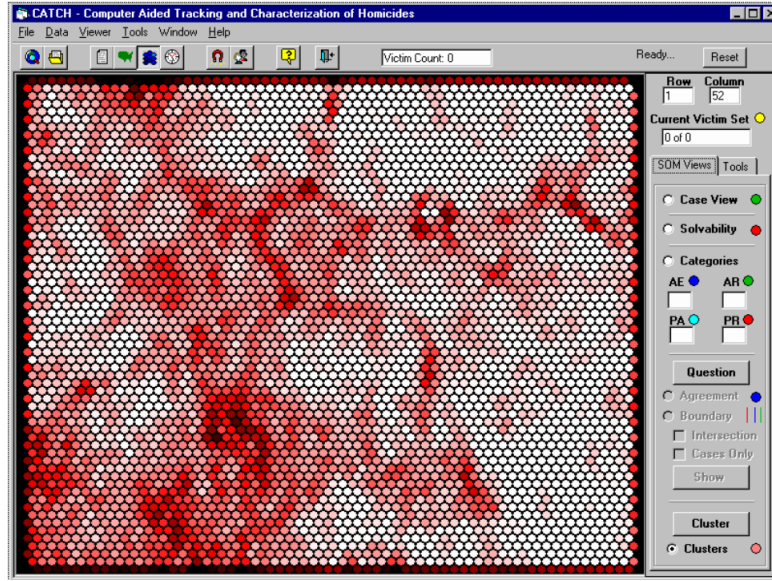 CATCH - Computer Aided Tracking and Characterization of Homicides
File Data Viewer Tools Window Help
Victim Count: 0
Ready...
Reset
Row Column
1 52
Current Victim Set
0 of 0
SOM Views Tools
Case View
Solvability
Categories
AE AR
PA PR
Question
Agreement
Boundary
Intersection
Cases Only
Show
Cluster
Clusters